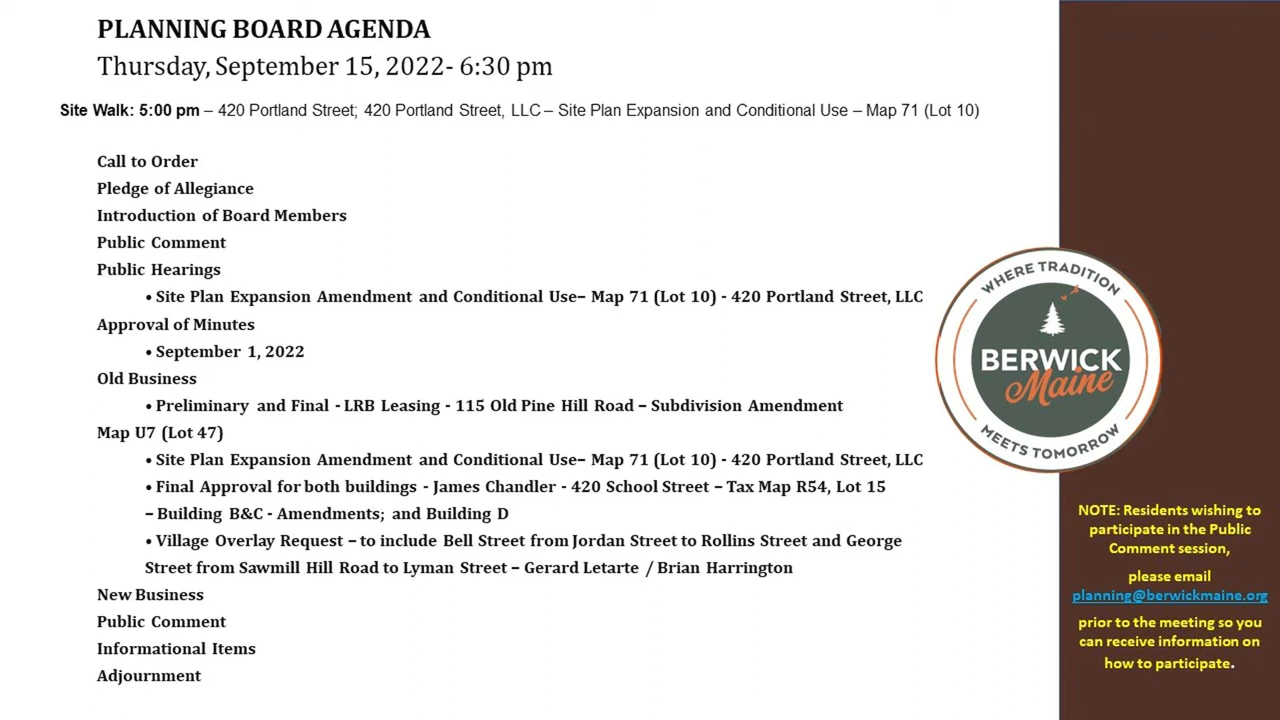 PLANNING BOARD AGENDA
Thursday, September 15, 2022- 6:30 pm
Site Walk: 5:00 pm – 420 Portland Street; 420 Portland Street, LLC – Site Plan Expansion and Conditional Use – Map 71 (Lot 10)
Call to Order
Pledge of Allegiance
Introduction of Board Members
Public Comment
Public Hearings
• Site Plan Expansion Amendment and Conditional Use– Map 71 (Lot 10) - 420 Portland Street, LLC
Approval of Minutes
• September 1, 2022
Old Business
• Preliminary and Final - LRB Leasing - 115 Old Pine Hill Road – Subdivision Amendment
Map U7 (Lot 47)
• Site Plan Expansion Amendment and Conditional Use– Map 71 (Lot 10) - 420 Portland Street, LLC
• Final Approval for both buildings - James Chandler - 420 School Street – Tax Map R54, Lot 15
– Building B&C - Amendments; and Building D
• Village Overlay Request – to include Bell Street from Jordan Street to Rollins Street and George
Street from Sawmill Hill Road to Lyman Street – Gerard Letarte / Brian Harrington
New Business
Public Comment
Informational Items
Adjournment
WHERE TRADITION
BERWICK
Maine
MEETS TOMORROW
NOTE: Residents wishing to
participate in the Public
Comment session,
please email
planning@berwickmaine.org
prior to the meeting so you
can receive information on
how to participate.